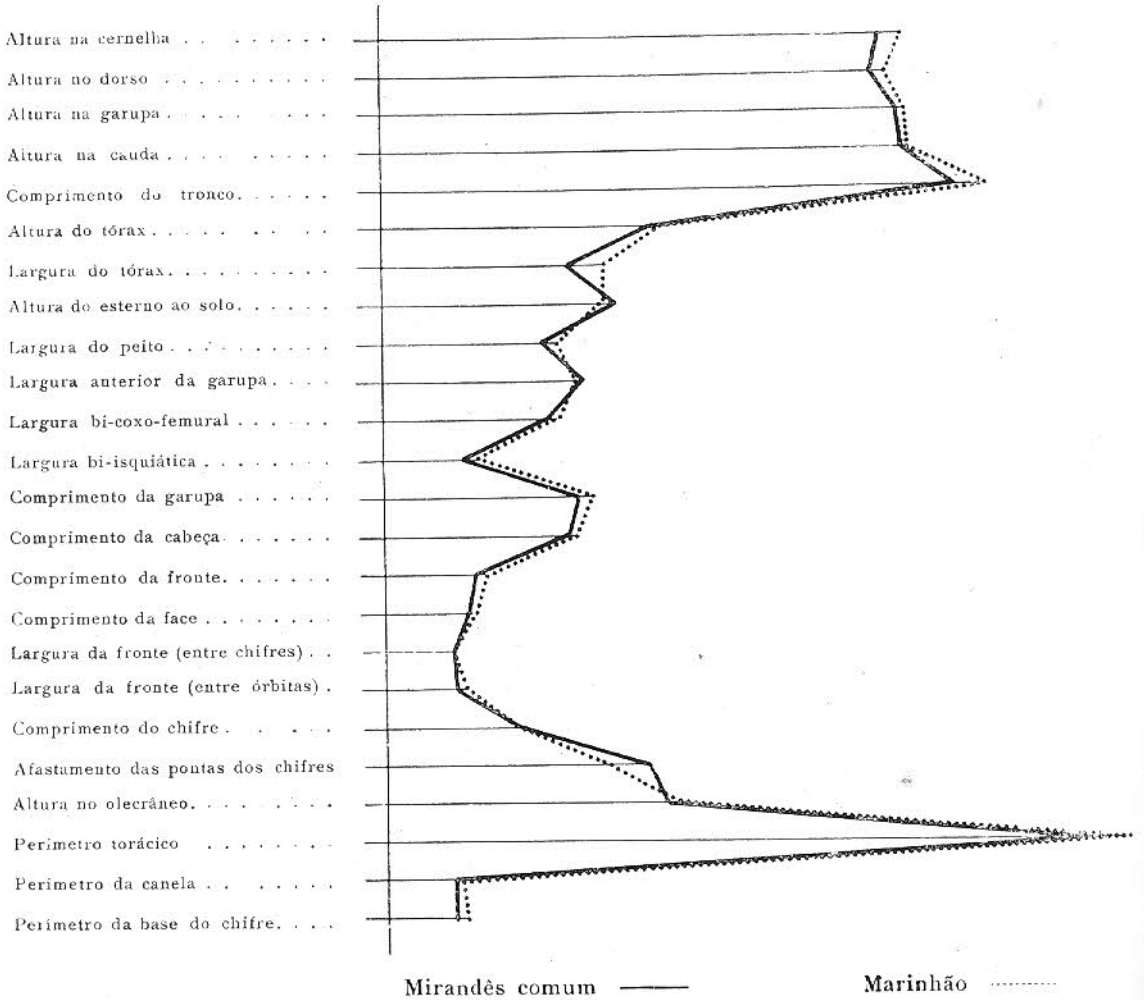 Altura na cernelha . . . . . . . .
Altura no dorso . . . . . . . . . .
Altura na garupa . . . . . . . . .
Altura na cauda . . . . . . . . .
Comprimento do tronco. . . . . .
Altura do tórax . . . . . . . . .
Largura do tórax. . . . . . . . . .
Altura do esterno ao solo. . . . . .
Largura do peito . . . . . . . . . .
Largura anterior da garupa. . . .
Largura bi-coxo-femural . . . . . .
Largura bi-isquiática . . . . . . . .
Comprimento da garupa . . . . . .
Comprimento da cabeça . . . . . .
Comprimento da fronte. . . . . . .
Comprimento da face . . . . . . . .
Largura da fronte (entre chifres) . .
Largura da fronte (entre órbitas) .
Comprimento do chifre . . . . .
Afastamento das pontas dos chifres
Altura no olecrâneo. . . . . . . .
Perímetro torácico . . . . . . . .
Perímetro da canela . . . . . . . .
Perímetro da base do chifre. . . .
Mirandês comum Marinhão